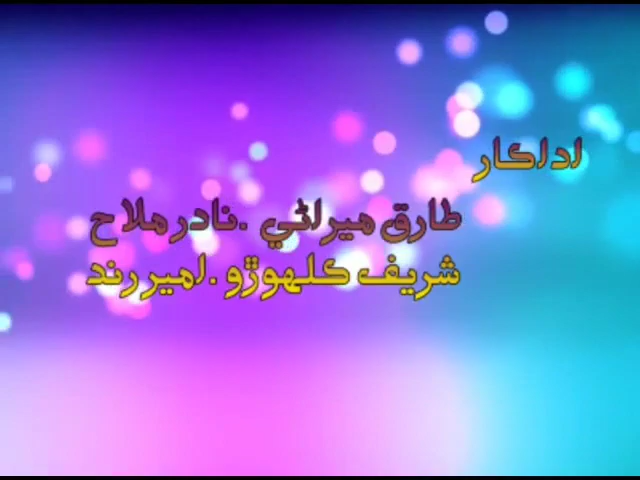 اداڪار
طارق ميراڻي .نادر ملاح
شريف ڪلهوڙو .امير رند